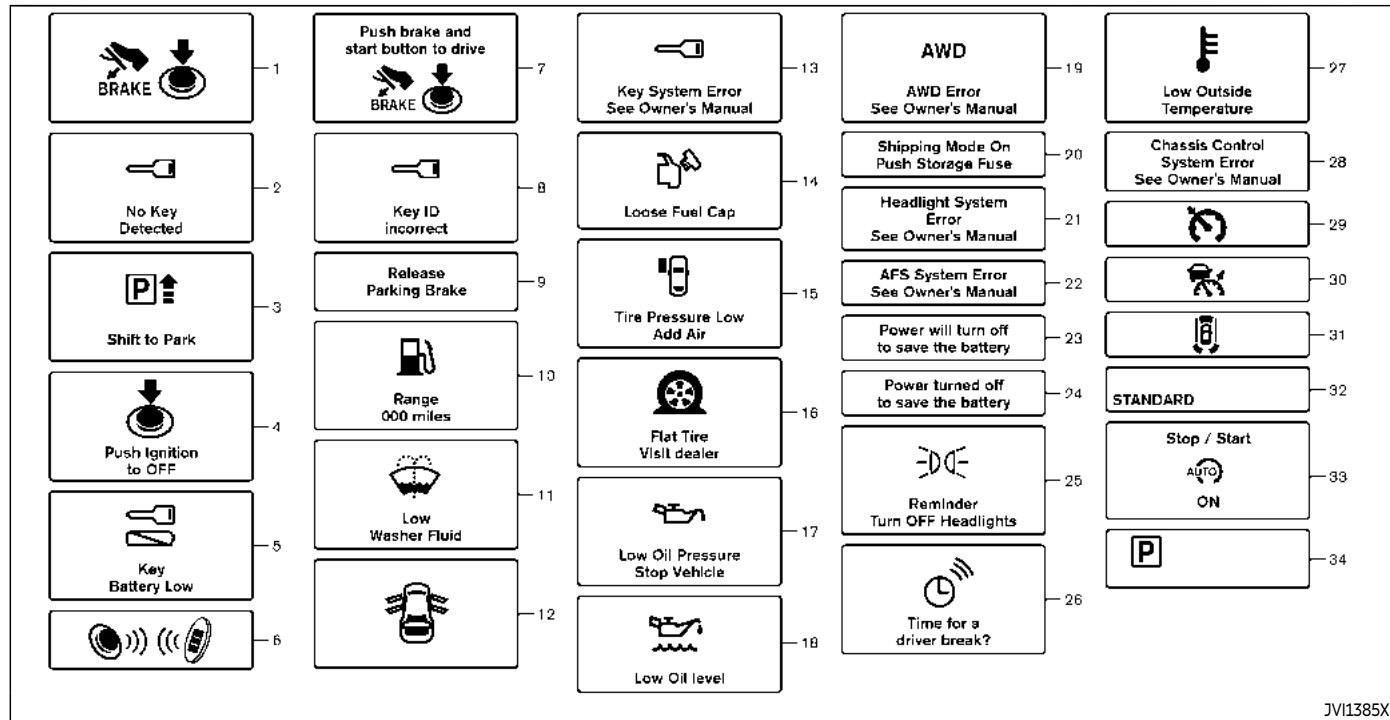 BRAKE
1
No Key
Detected
2
P
Shift to Park
3
Push Ignition
to OFF
4
Key
Battery Low
5
6
Push brake and
start button to drive
BRAKE
7
Key ID
incorrect
8
Release
Parking Brake
9
Range
000 miles
10
Low
Washer Fluid
11
12
Key System Error
See Owner's Manual
13
Loose Fuel Cap
14
Tire Pressure Low
Add Air
15
Flat Tire
Visit dealer
16
Low Oil Pressure
Stop Vehicle
17
Low Oil level
18
AWD
AWD Error
See Owner's Manual
19
Shipping Mode On
Push Storage Fuse
20
Headlight System
Error
See Owner's Manual
21
AFS System Error
See Owner's Manual
22
Power will turn off
to save the battery
23
Power turned off
to save the battery
24
Reminder
Turn OFF Headlights
25
Time for a
driver break?
26
Low Outside
Temperature
27
Chassis Control
System Error
See Owner's Manual
28
29
30
31
STANDARD
32
Stop / Start
AUTO
ON
33
P
34
JVI1385X